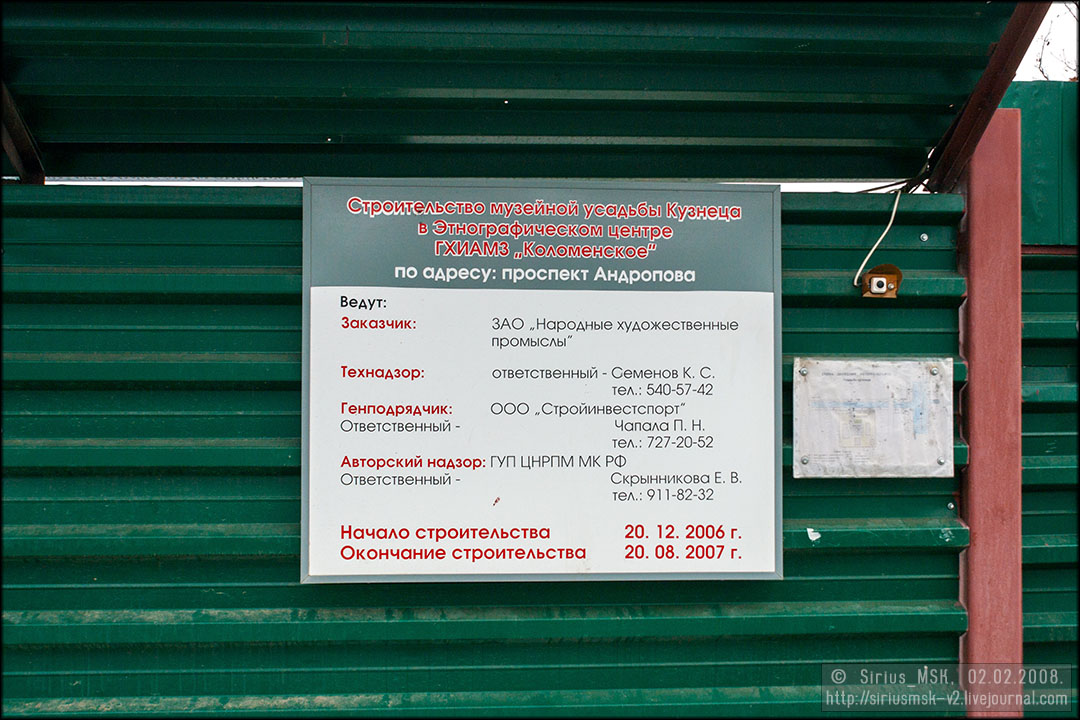 Строительство музейной усадьбы Кузнеца
в Этнографическом центре
ГХИАМЗ „Коломенское"
по адресу: проспект Андропова
Ведут:
Заказчик: ЗАО „Народные художественные
промыслы"
Технадзор: ответственный - Семенов К. С.
тел.: 540-57-42
Генподрядчик: ООО „Стройинвестспорт"
Ответственный - Чапала П. Н.
тел.: 727-20-52
Авторский надзор: ГУП ЦНРПМ МК РФ
Ответственный - Скрынникова Е. В.
тел.: 911-82-32
Начало строительства 20. 12. 2006 г.
Окончание строительства 20. 08. 2007 г.
© Sirius_MSK, 02.02.2008.
http://siriusmsk-v2.livejournal.com